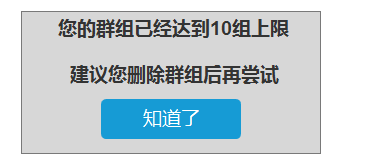 您的群组已经达到10组上限
建议您删除群组后再尝试
知道了